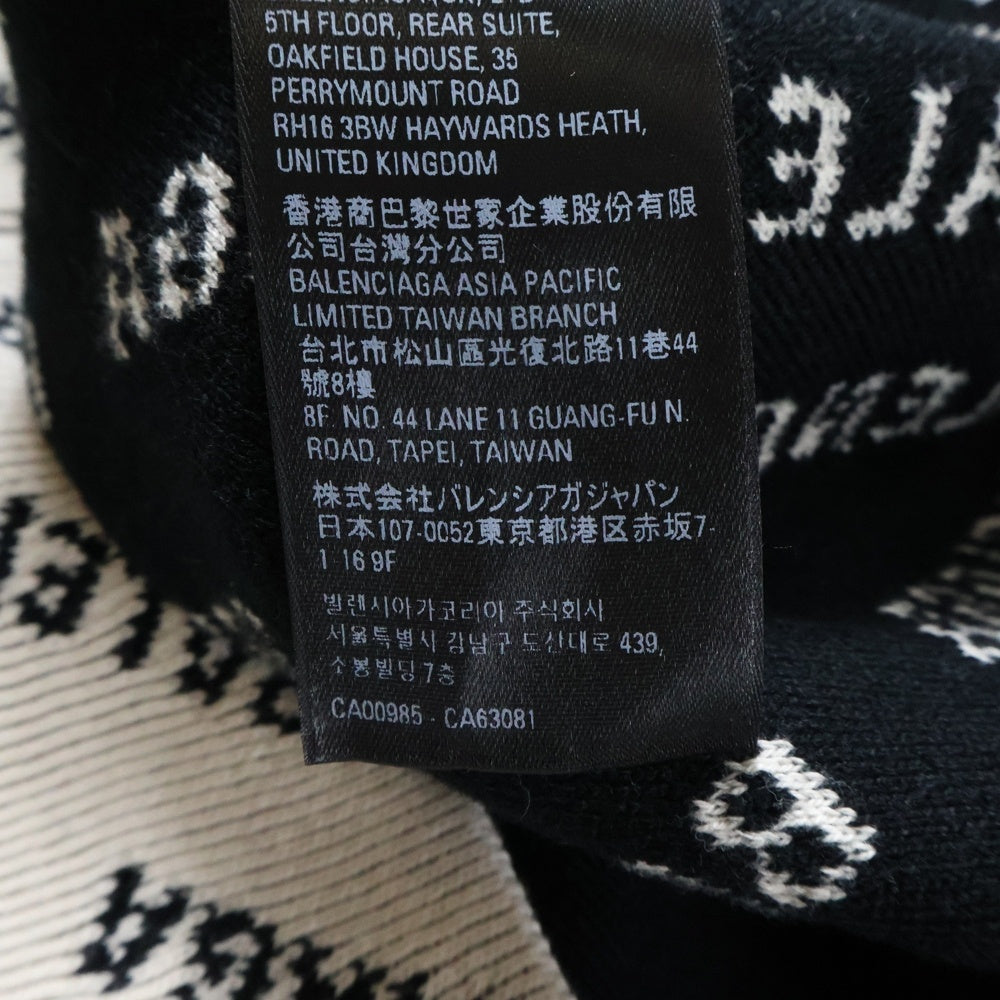 5TH FLOOR, REAR SUITE,
OAKFIELD HOUSE, 35
PERRYMOUNT ROAD
RH16 3BW HAYWARDS HEATH,
UNITED KINGDOM
香港商巴黎世家企業股份有限
公司台灣分公司
BALENCIAGA ASIA PACIFIC
LIMITED TAIWAN BRANCH
台北市松山區光復北路11巷44
號8樓
8F. NO. 44 LANE 11 GUANG-FU N.
ROAD, TAPEI, TAIWAN
株式会社バレンシアガジャパン
日本107-0052東京都港区赤坂7-
1 16 9F
발렌시아가코리아 주식회사
서울특별시 강남구 도산대로 439,
소봉빌딩 7층
CA00985 - CA63081